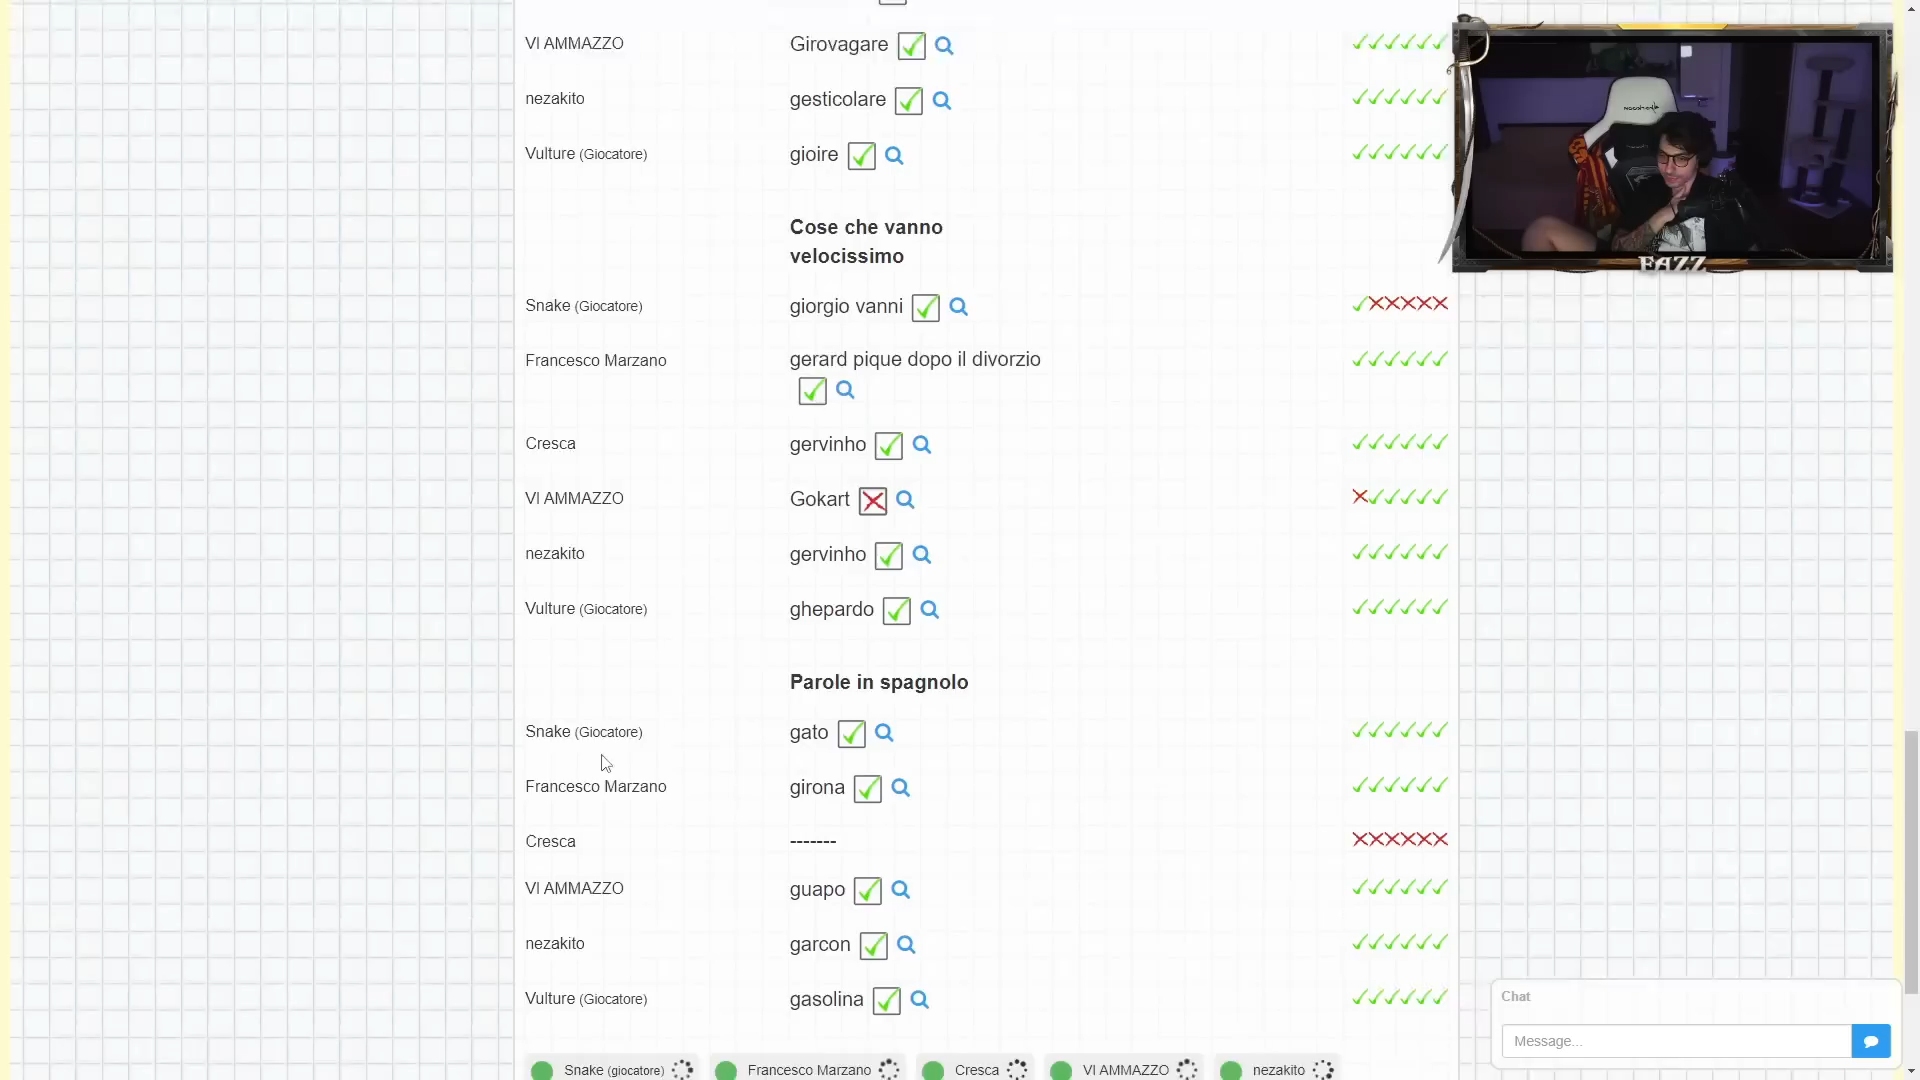 VI AMMAZZO Girovagare
nezakito gesticolare
Vulture (Giocatore) gioire
Cose che vanno
velocissimo
Snake (Giocatore) giorgio vanni
Francesco Marzano gerard pique dopo il divorzio
Cresca gervinho
VI AMMAZZO Gokart
nezakito gervinho
Vulture (Giocatore) ghepardo
Parole in spagnolo
Snake (Giocatore) gato
Francesco Marzano girona
Cresca -------
VI AMMAZZO guapo
nezakito garcon
Vulture (Giocatore) gasolina
Snake (giocatore) Francesco Marzano Cresca VI AMMAZZO nezakito
FAZZ
Chat
Message...